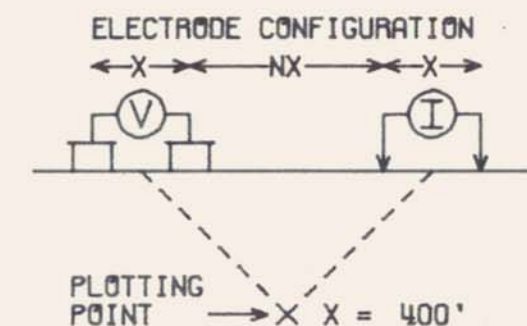 ELECTRODE CONFIGURATION
X NX X
V I
PLOTTING
POINT X X = 400'